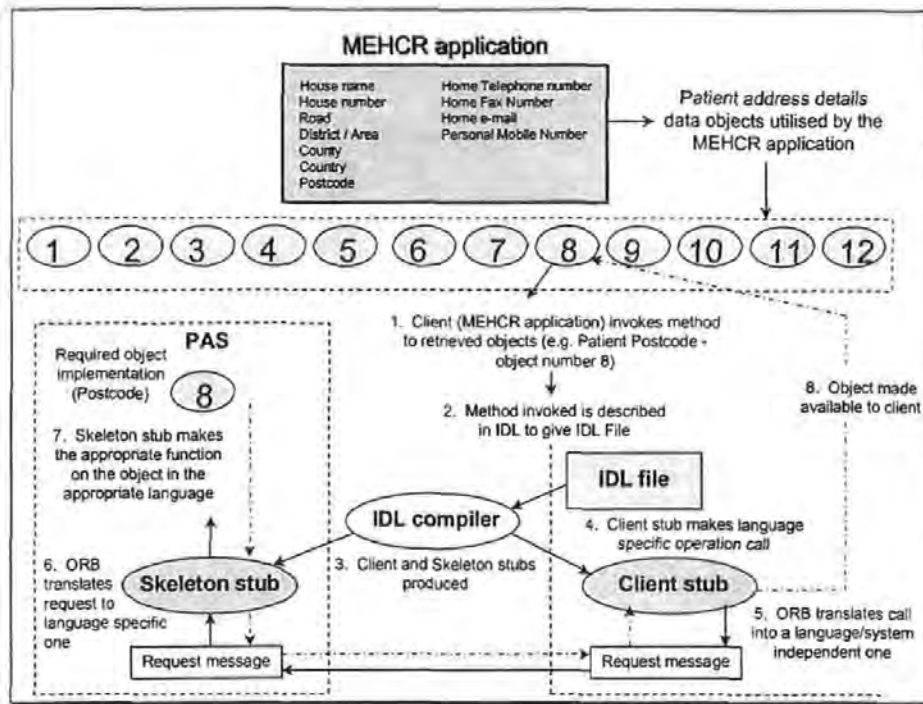 MEHCR application
House name
House number
Road
District / Area
County
Country
Postcode
Home Telephone number
Home Fax Number
Home e-mail
Personal Mobile Number
Patient address details
data objects utilised by the
MEHCR application
1 2 3 4 5 6 7 8 9 10 11 12
1. Client (MEHCR application) invokes method
to retrieved objects (e.g. Patient Postcode -
object number 8)
2. Method invoked is described
in IDL to give IDL File
PAS
Required object
implementation
(Postcode)
8
7. Skeleton stub makes
the appropriate function
on the object in the
appropriate language
8. Object made
available to client
IDL file
IDL compiler
4. Client stub makes language
specific operation call
3. Client and Skeleton stubs
produced
6. ORB
translates
request to
language specific
one
Skeleton stub
Client stub
5. ORB translates call
into a language/system
independent one
Request message
Request message